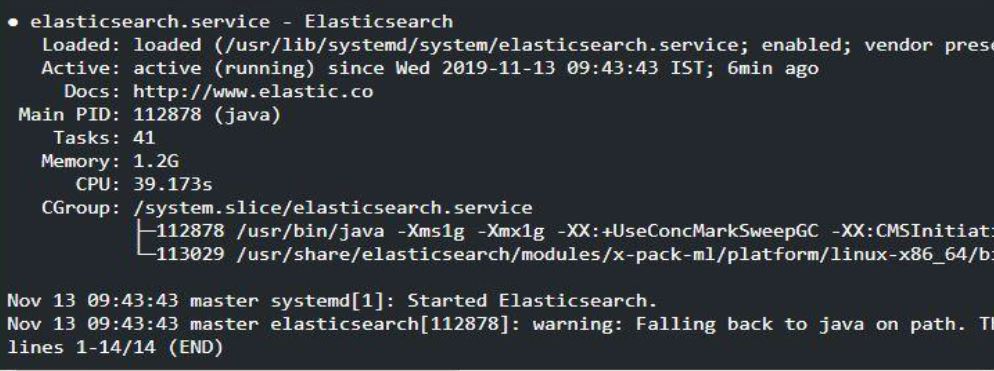 ● elasticsearch.service - Elasticsearch
   Loaded: loaded (/usr/lib/systemd/system/elasticsearch.service; enabled; vendor prese
   Active: active (running) since Wed 2019-11-13 09:43:43 IST; 6min ago
     Docs: http://www.elastic.co
 Main PID: 112878 (java)
    Tasks: 41
   Memory: 1.2G
      CPU: 39.173s
   CGroup: /system.slice/elasticsearch.service
           ├─112878 /usr/bin/java -Xms1g -Xmx1g -XX:+UseConcMarkSweepGC -XX:CMSInitiati
           └─113029 /usr/share/elasticsearch/modules/x-pack-ml/platform/linux-x86_64/bi

Nov 13 09:43:43 master systemd[1]: Started Elasticsearch.
Nov 13 09:43:43 master elasticsearch[112878]: warning: Falling back to java on path. Th
lines 1-14/14 (END)